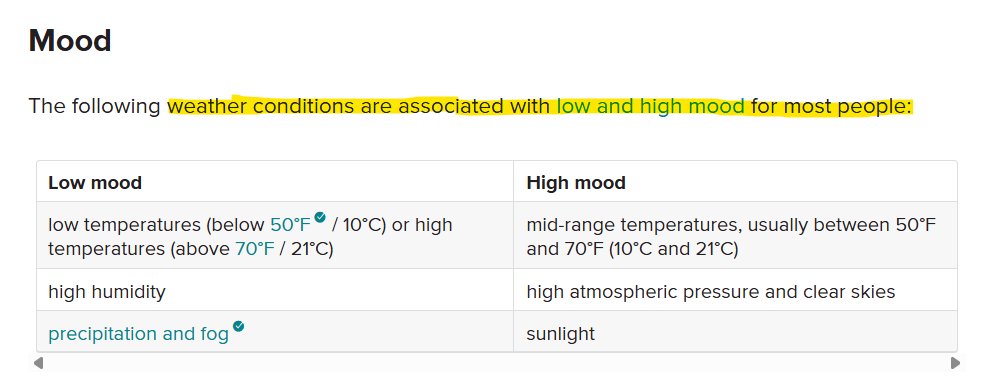 Mood
The following weather conditions are associated with low and high mood for most people:
Low mood
High mood
low temperatures (below 50°F / 10°C) or high
temperatures (above 70°F / 21°C)
mid-range temperatures, usually between 50°F
and 70°F (10°C and 21°C)
high humidity
high atmospheric pressure and clear skies
precipitation and fog
sunlight